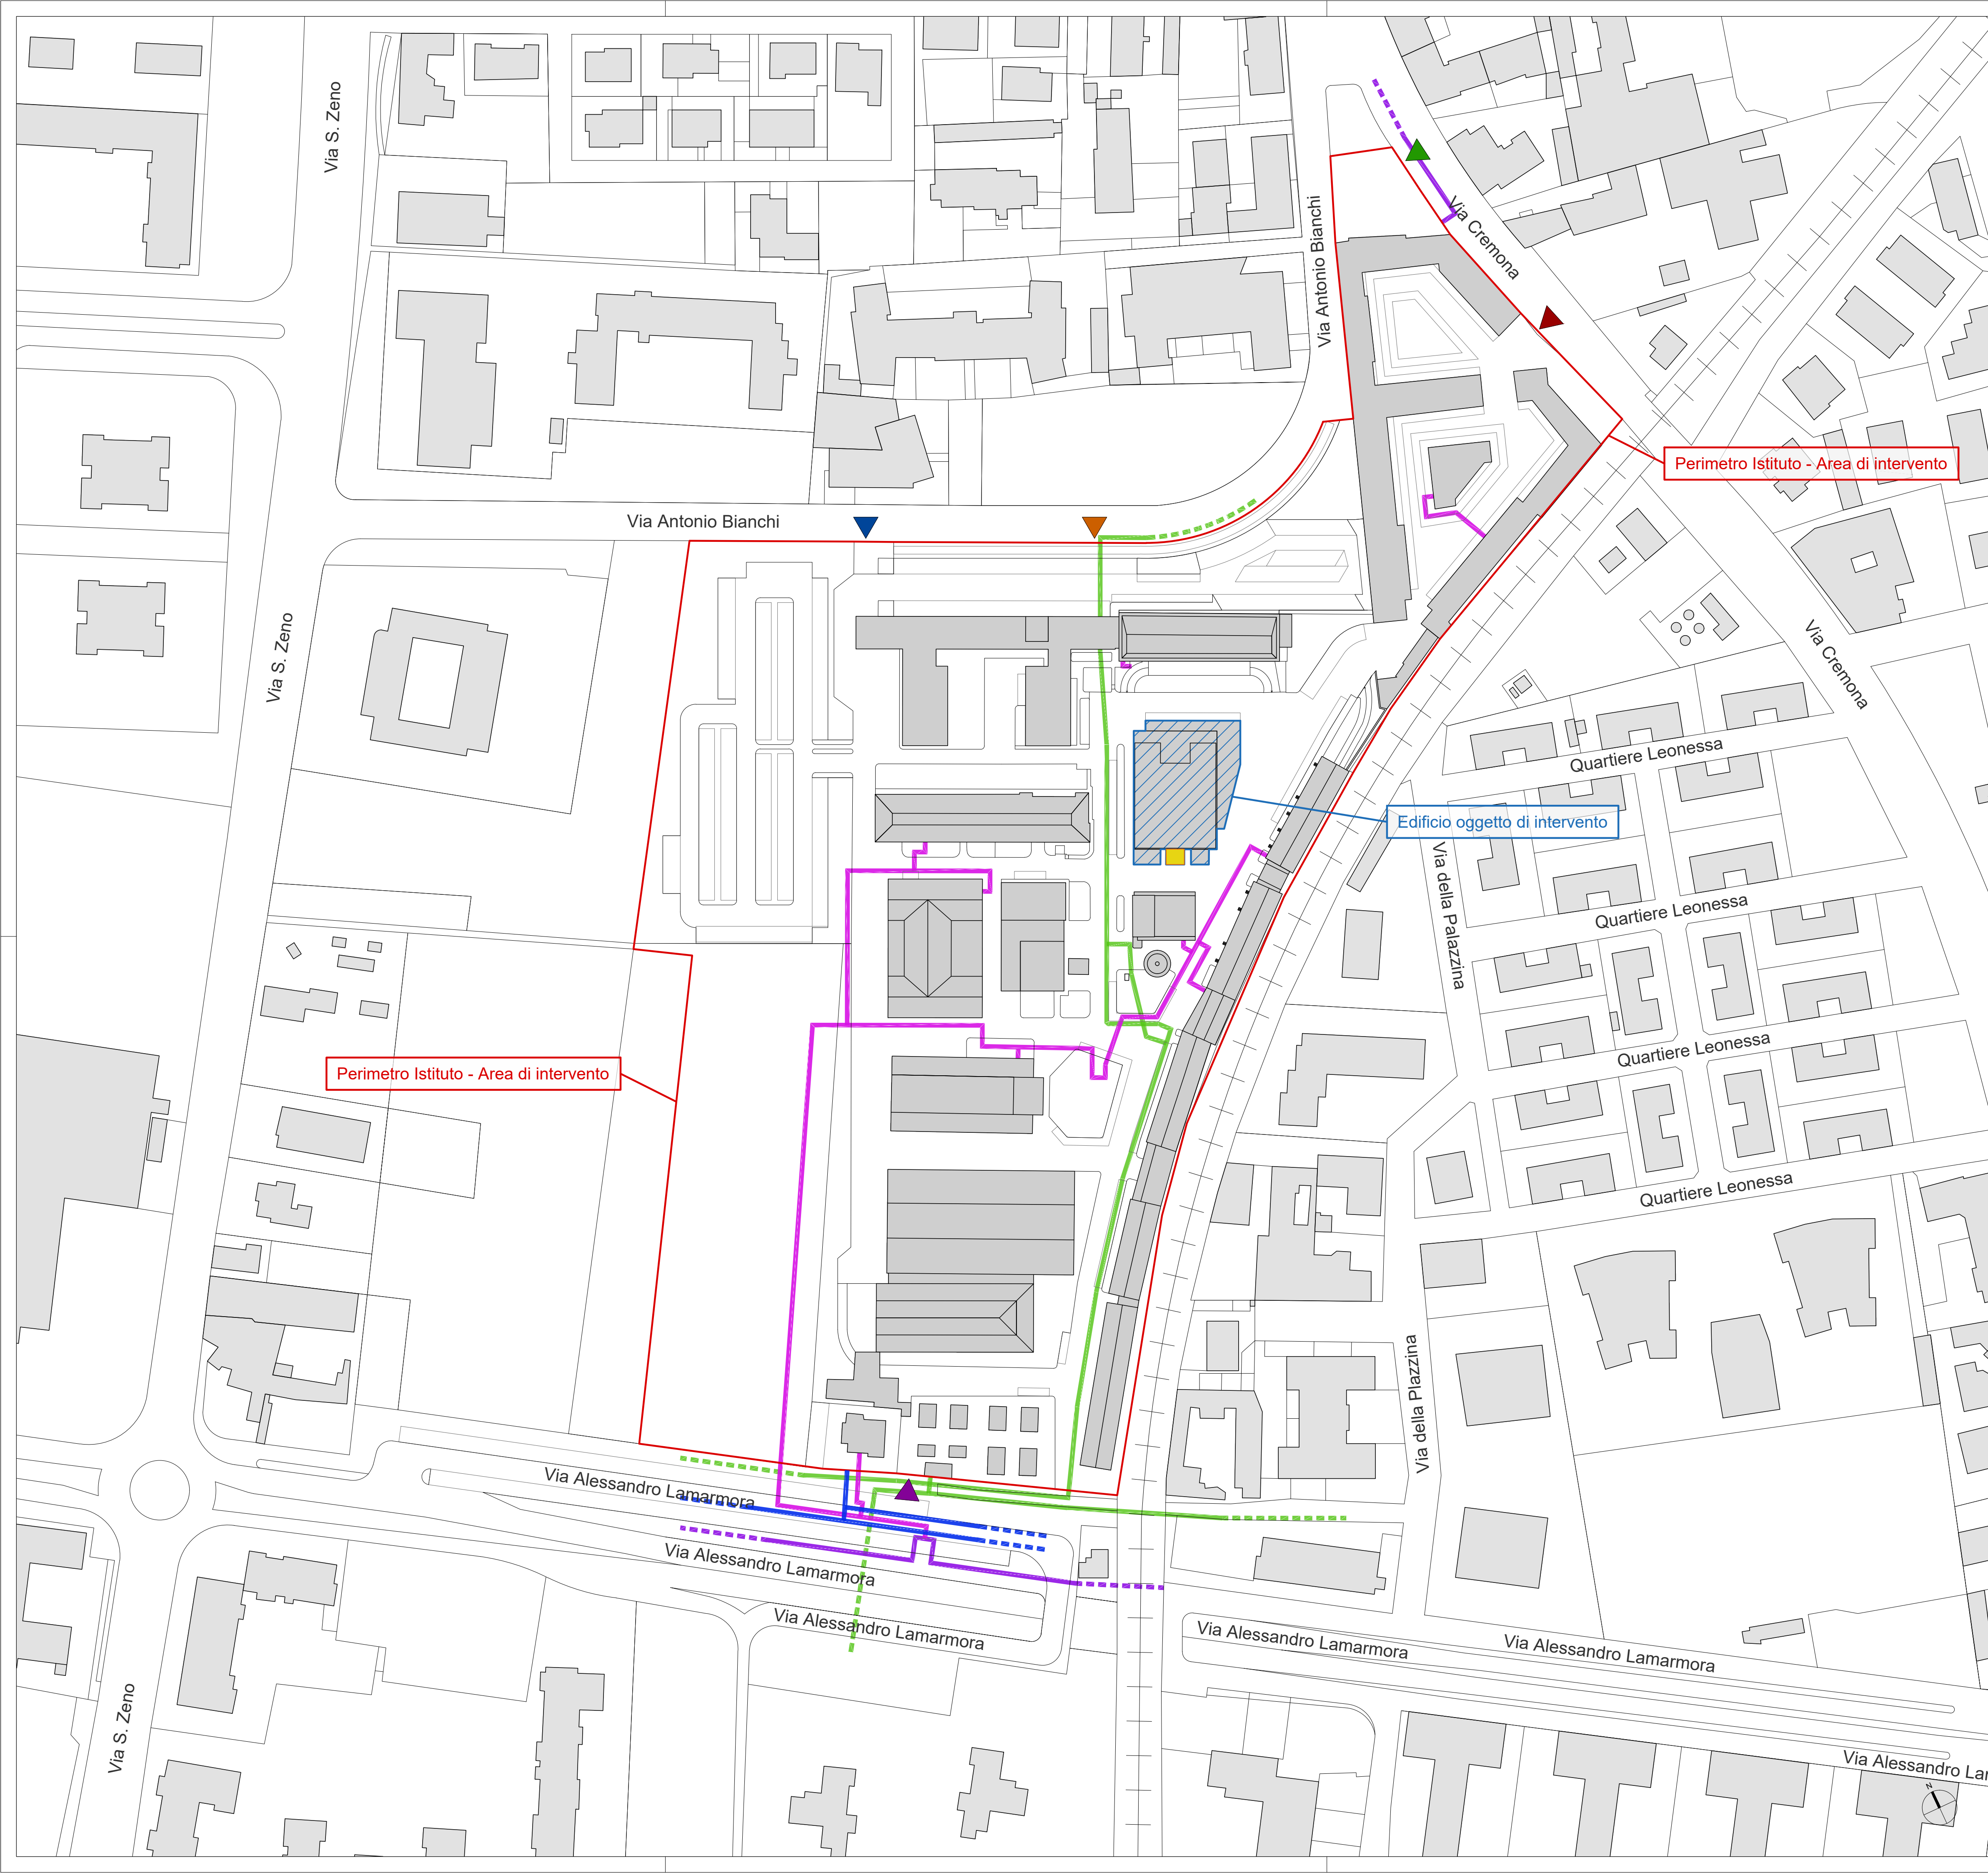 Via S. Zeno
Via Antonio Bianchi
Via Cremona
Perimetro Istituto - Area di intervento
Via Antonio Bianchi
Via S. Zeno
Via Cremona
Quartiere Leonessa
Edificio oggetto di intervento
Via della Palazzina
Quartiere Leonessa
Quartiere Leonessa
Perimetro Istituto - Area di intervento
Quartiere Leonessa
Via della Plazzina
Via Alessandro Lamarmora
Via Alessandro Lamarmora
Via Alessandro Lamarmora
Via Alessandro Lamarmora
Via Alessandro Lamarmora
Via S. Zeno
Via Alessandro Lar
N